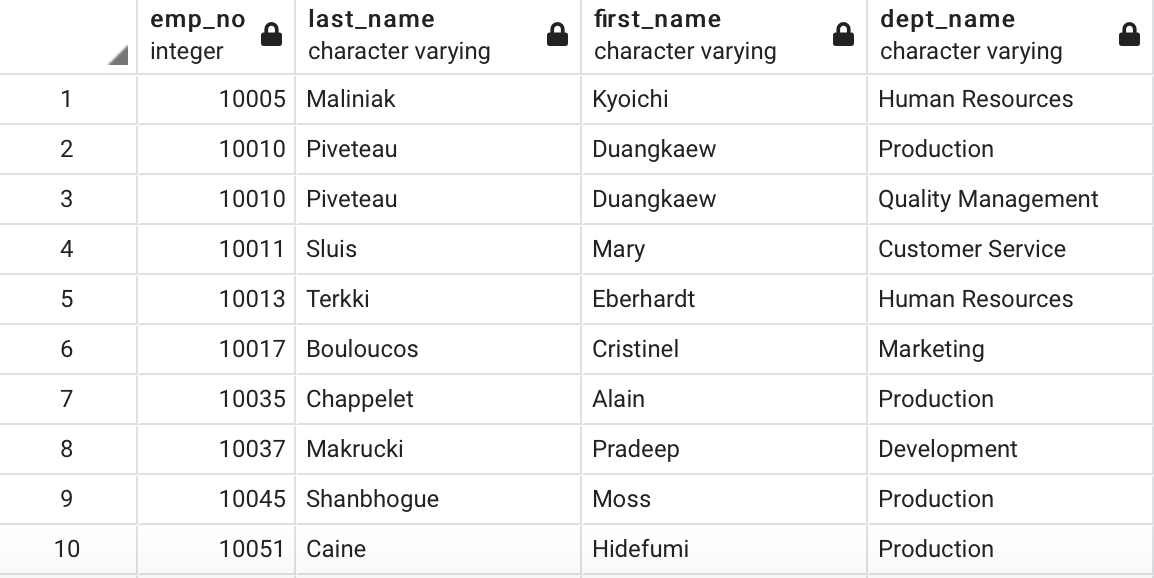 emp_no last_name first_name dept_name
integer character varying character varying character varying
1 10005 Maliniak Kyoichi Human Resources
2 10010 Piveteau Duangkaew Production
3 10010 Piveteau Duangkaew Quality Management
4 10011 Sluis Mary Customer Service
5 10013 Terkki Eberhardt Human Resources
6 10017 Bouloucos Cristinel Marketing
7 10035 Chappelet Alain Production
8 10037 Makrucki Pradeep Development
9 10045 Shanbhogue Moss Production
10 10051 Caine Hidefumi Production